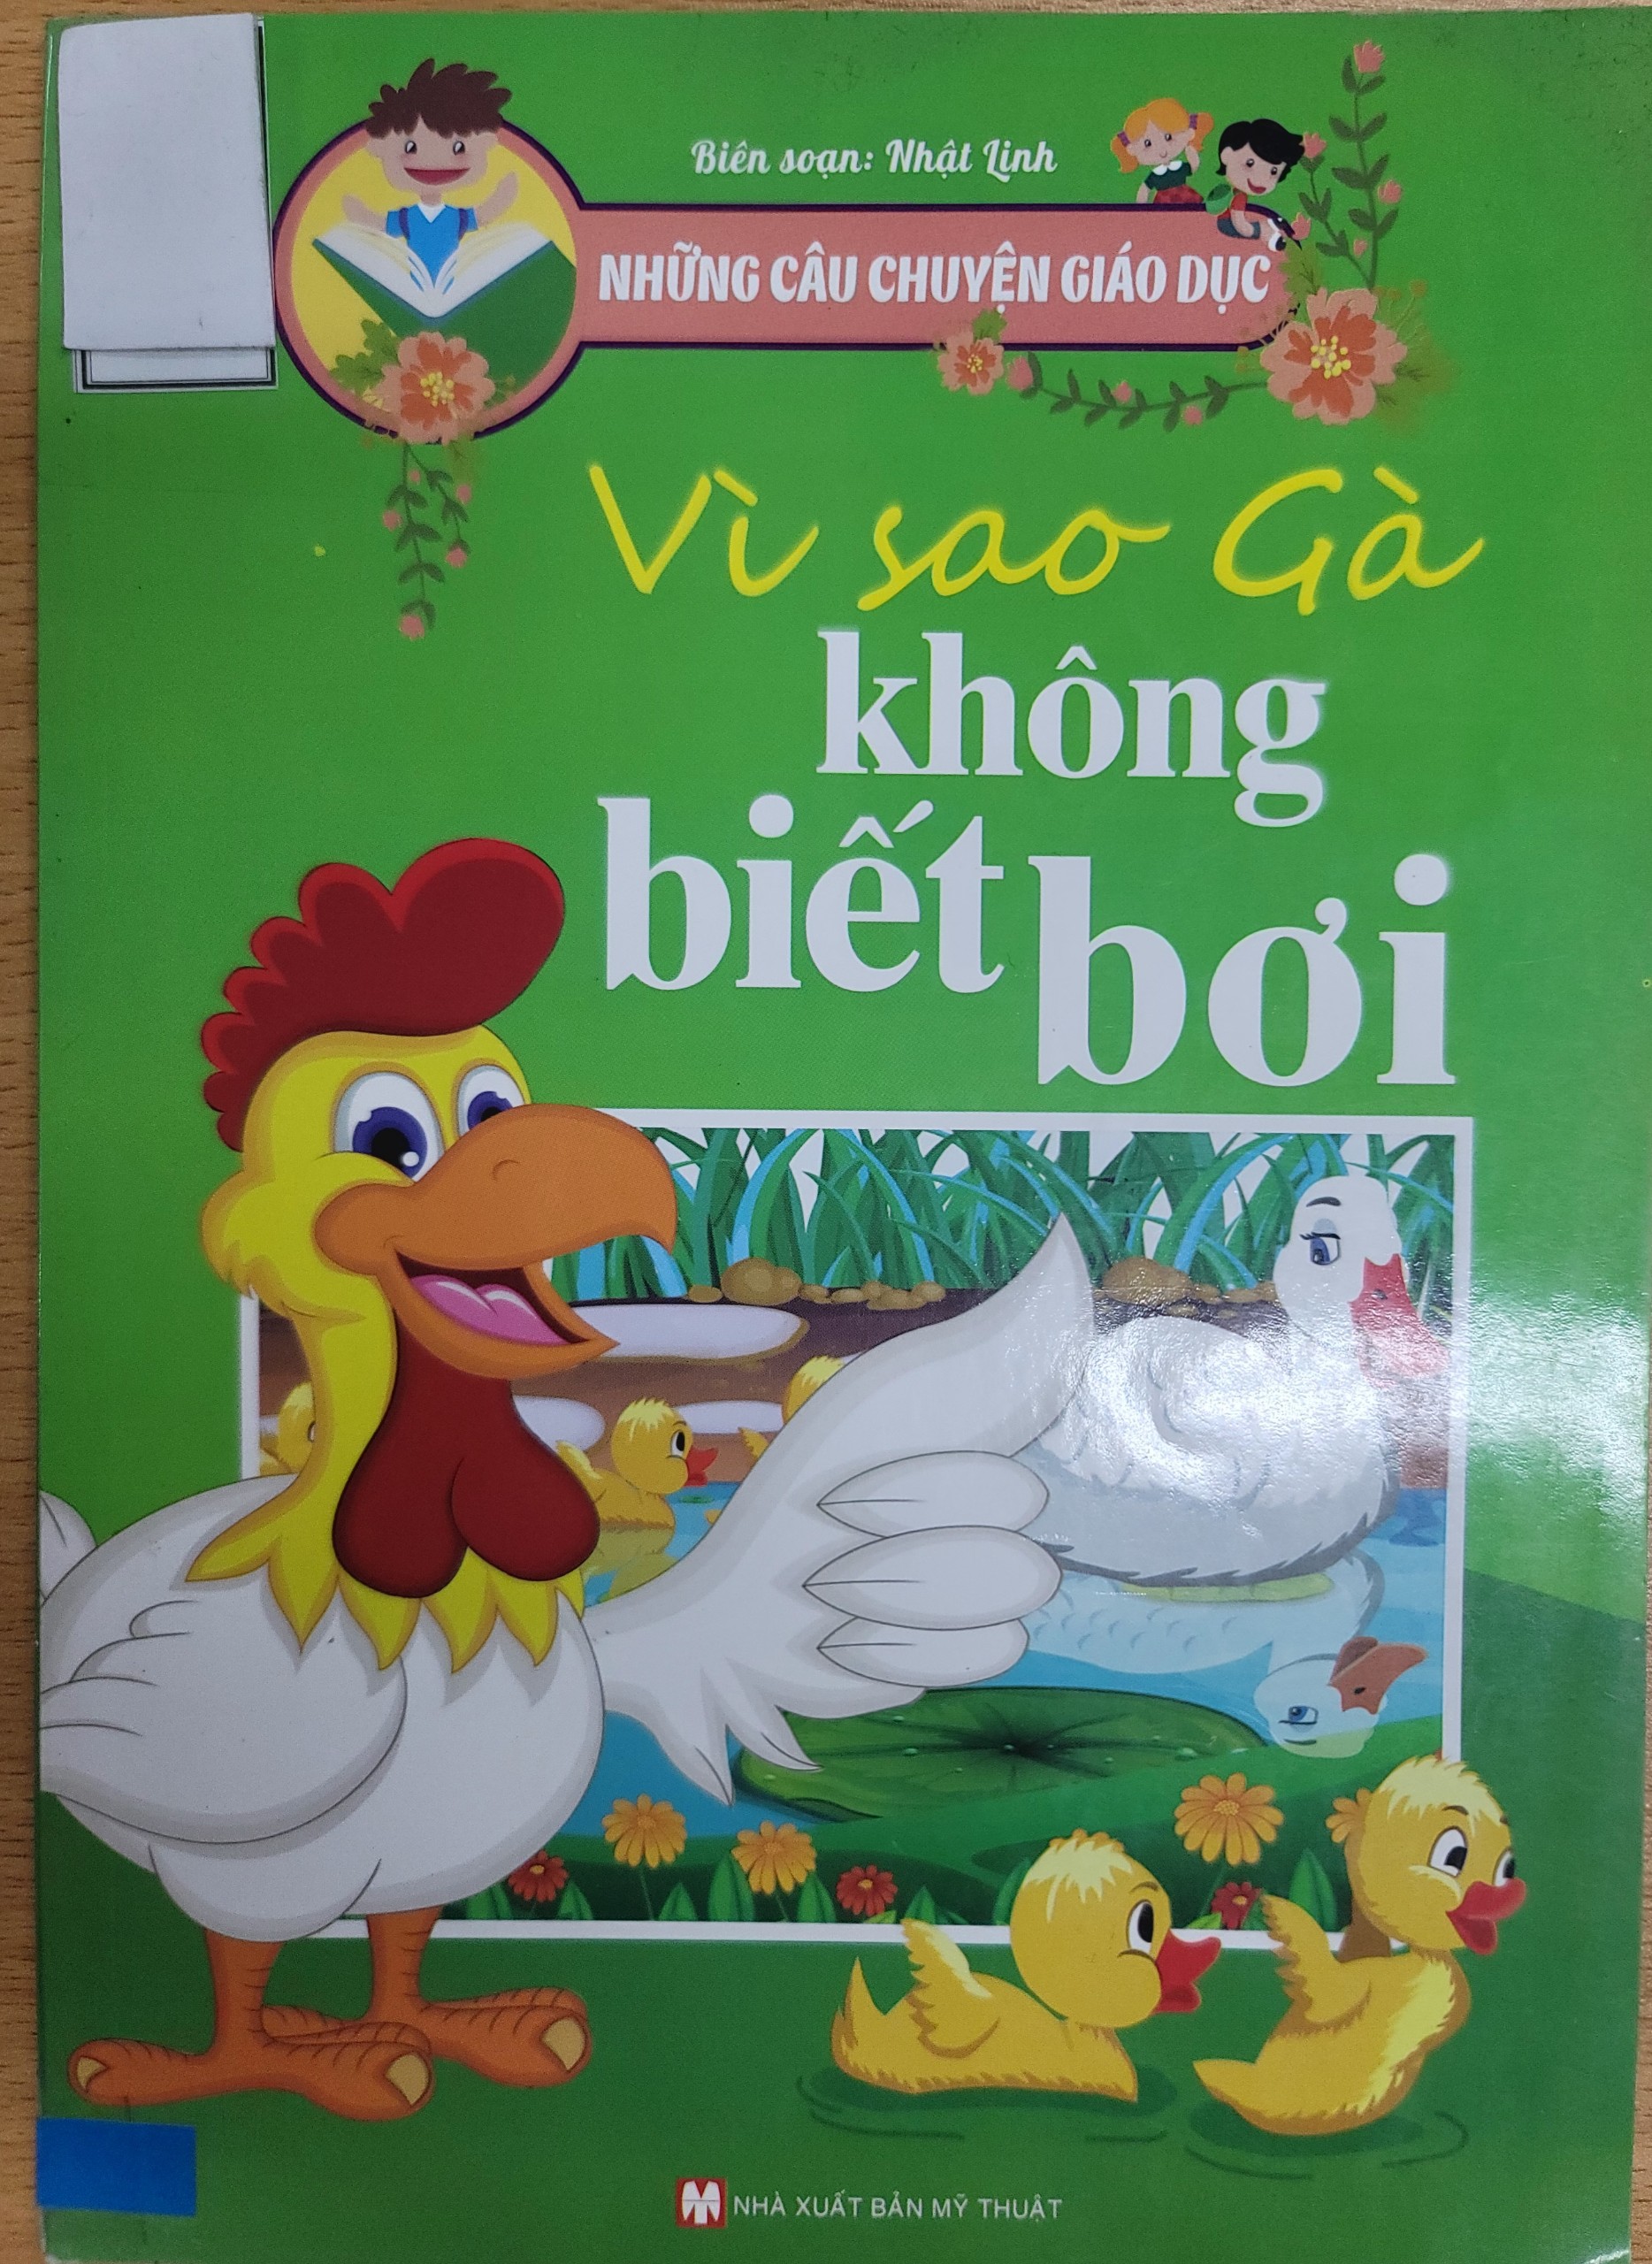 Biên soạn: Nhật Linh
NHỮNG CÂU CHUYỆN GIÁO DỤC
Vì sao Gà
không
biết bơi
NHÀ XUẤT BẢN MỸ THUẬT